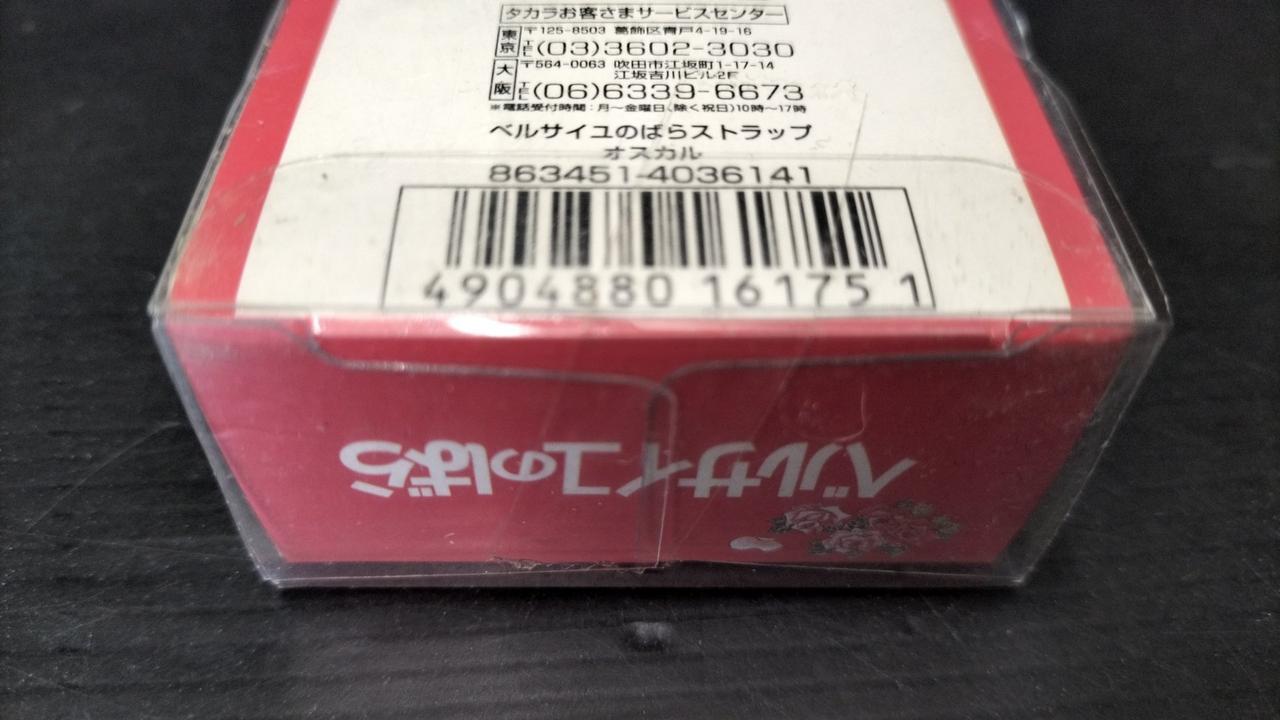 タカラお客さまサービスセンター
東京 〒125-8503 葛飾区青戸4-19-16
TEL(03)3602-3030
大阪 〒564-0063 吹田市江坂町1-17-14
江坂吉川ビル2F
TEL(06)6339-6673
※電話受付時間:月〜金曜日(除く祝日)10時〜17時
ベルサイユのばらストラップ
オスカル
863451-4036141
4904880 161751
ベルサイユのばら